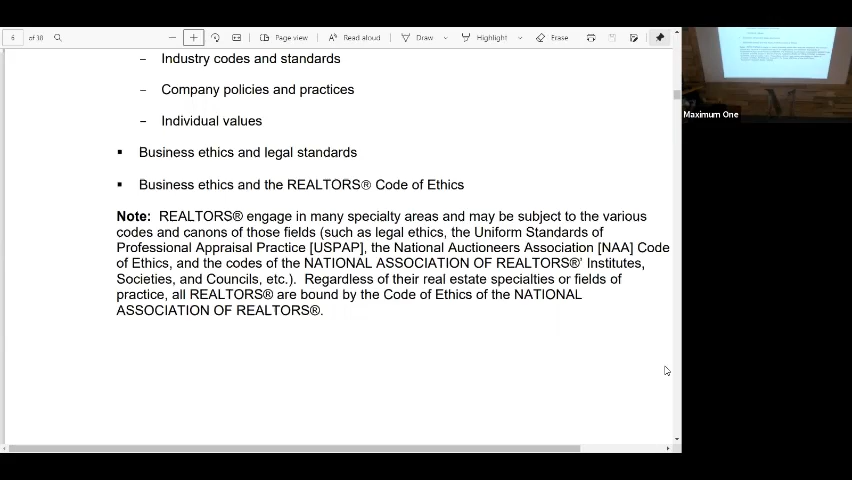 6 of 38 Page view Read aloud Draw Highlight Erase
– Industry codes and standards
– Company policies and practices
– Individual values
▪ Business ethics and legal standards
▪ Business ethics and the REALTORS® Code of Ethics
Note: REALTORS® engage in many specialty areas and may be subject to the various
codes and canons of those fields (such as legal ethics, the Uniform Standards of
Professional Appraisal Practice [USPAP], the National Auctioneers Association [NAA] Code
of Ethics, and the codes of the NATIONAL ASSOCIATION OF REALTORS®' Institutes,
Societies, and Councils, etc.). Regardless of their real estate specialties or fields of
practice, all REALTORS® are bound by the Code of Ethics of the NATIONAL
ASSOCIATION OF REALTORS®.
Maximum One